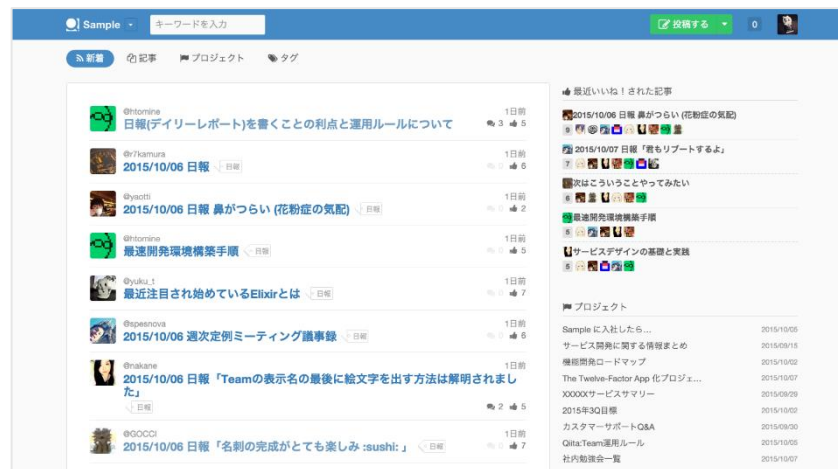 Sample
キーワードを入力
投稿する
0
新着 記事 プロジェクト タグ
@htomine 1日前
日報(デイリーレポート)を書くことの利点と運用ルールについて 3 5
@r7kamura 1日前
2015/10/06 日報 日報 0 6
@yaotti 1日前
2015/10/06 日報 鼻がつらい (花粉症の気配) 日報 0 2
@htomine 1日前
最速開発環境構築手順 日報 0 5
@yuku_t 1日前
最近注目され始めているElixirとは 日報 0 7
@spesnova 1日前
2015/10/06 週次定例ミーティング議事録 日報 0 6
@nakane 1日前
2015/10/06 日報「Teamの表示名の最後に絵文字を出す方法は解明されまし
た」
日報 2 5
@GOCCI 1日前
2015/10/06 日報「名刺の完成がとても楽しみ :sushi: 」 日報 0 7
最近いいね！された記事
2015/10/06 日報 鼻がつらい (花粉症の気配)
9
2015/10/07 日報「君もリブートするよ」
7
次はこういうことやってみたい
6
最速開発環境構築手順
5
サービスデザインの基礎と実践
5
プロジェクト
Sample に入社したら... 2015/10/05
サービス開発に関する情報まとめ 2015/09/15
機能開発ロードマップ 2015/10/02
The Twelve-Factor App 化プロジェ... 2015/10/07
XXXXXサービスサマリー 2015/09/29
2015年3Q目標 2015/10/02
カスタマーサポートQ&A 2015/09/30
Qiita:Team運用ルール 2015/10/05
社内勉強会一覧 2015/10/07